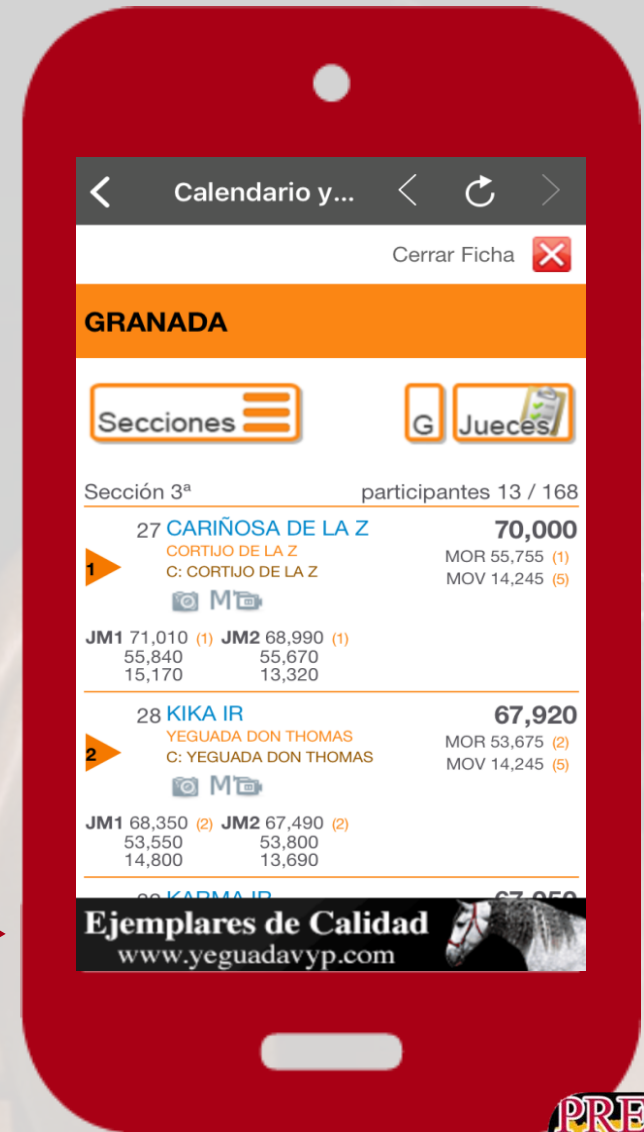 Calendario y...
Cerrar Ficha
GRANADA
Secciones
G
Jueces
Sección 3ª participantes 13 / 168
27 CARIÑOSA DE LA Z 70,000
CORTIJO DE LA Z MOR 55,755 (1)
1 C: CORTIJO DE LA Z MOV 14,245 (5)
M
JM1 71,010 (1) JM2 68,990 (1)
55,840 55,670
15,170 13,320
28 KIKA IR 67,920
YEGUADA DON THOMAS MOR 53,675 (2)
2 C: YEGUADA DON THOMAS MOV 14,245 (5)
M
JM1 68,350 (2) JM2 67,490 (2)
53,550 53,800
14,800 13,690
KARMA IR
Ejemplares de Calidad
www.yeguadavyp.com
PRE